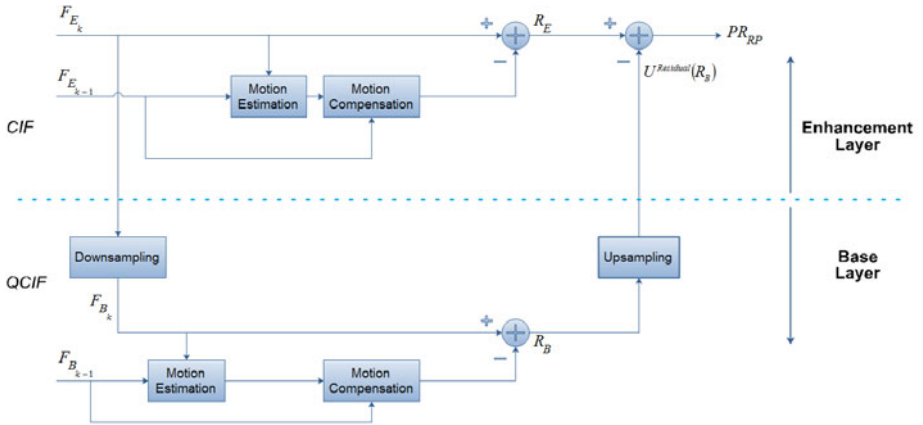 F_{E_k}
+
R_E
+
PR_{RP}
−
−
U^{Residual}(R_B)
F_{E_{k-1}}
Motion
Estimation
Motion
Compensation
CIF
Enhancement
Layer
Downsampling
Upsampling
Base
Layer
QCIF
F_{B_k}
+
R_B
−
F_{B_{k-1}}
Motion
Estimation
Motion
Compensation